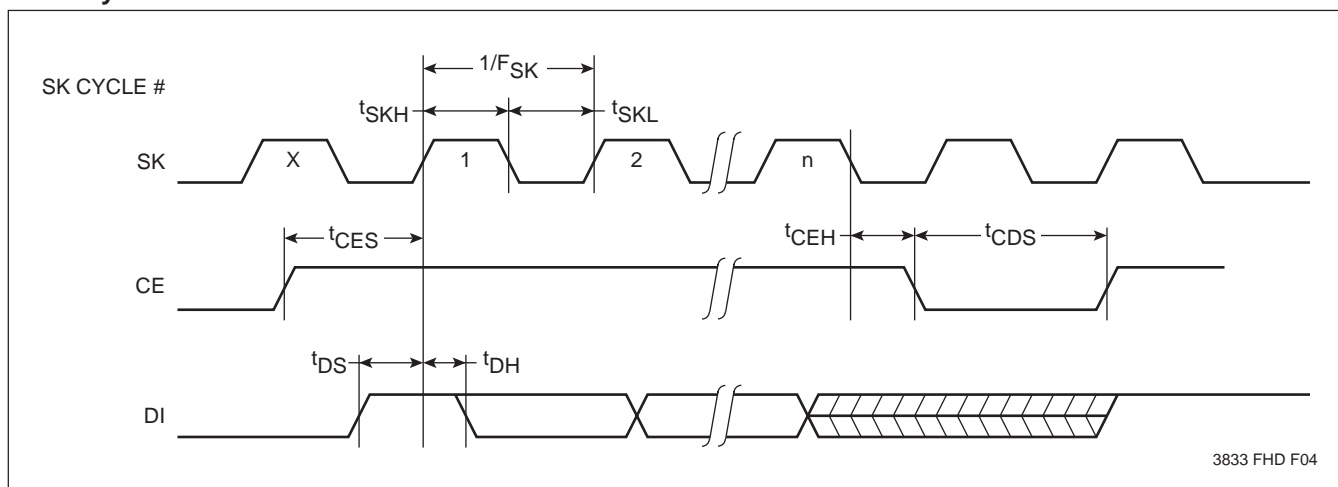 1/FSK
SK CYCLE #
tSKH
tSKL
SK
X
1
2
n
tCES
tCEH
tCDS
CE
tDS
tDH
DI
3833 FHD F04